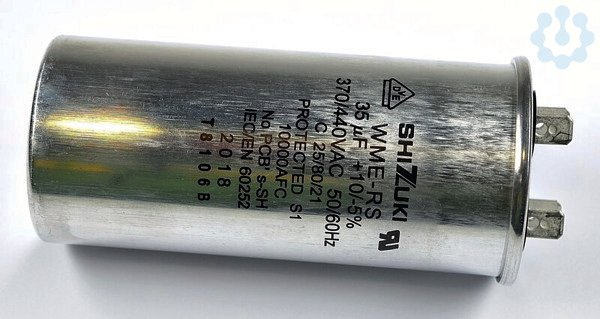 SHIZUKI
WME-RS
35 µF +10/-5%
370/440VAC 50/60Hz
C 25/80/21
PROTECTED S1
10000AFC
No PCB s-SH
IEC/EN 60252
2018
T8106B